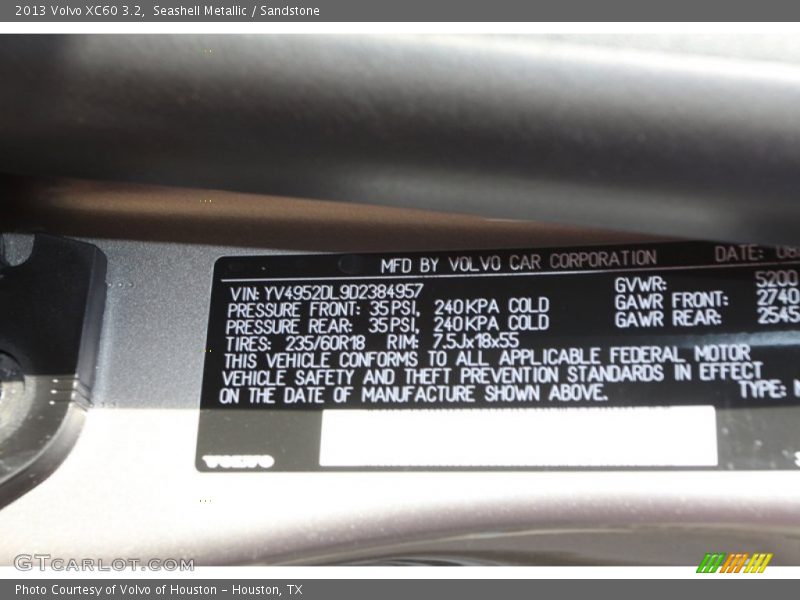 2013 Volvo XC60 3.2, Seashell Metallic / Sandstone
MFD BY VOLVO CAR CORPORATION DATE:
VIN: YV4952DL9D2384957 GVWR: 5200
PRESSURE FRONT: 35PSI, 240KPA COLD GAWR FRONT: 2740
PRESSURE REAR: 35PSI, 240KPA COLD GAWR REAR: 2545
TIRES: 235/60R18 RIM: 7.5Jx18x55
THIS VEHICLE CONFORMS TO ALL APPLICABLE FEDERAL MOTOR
VEHICLE SAFETY AND THEFT PREVENTION STANDARDS IN EFFECT
ON THE DATE OF MANUFACTURE SHOWN ABOVE. TYPE:
VOLVO
GTCARLOT.COM
Photo Courtesy of Volvo of Houston - Houston, TX